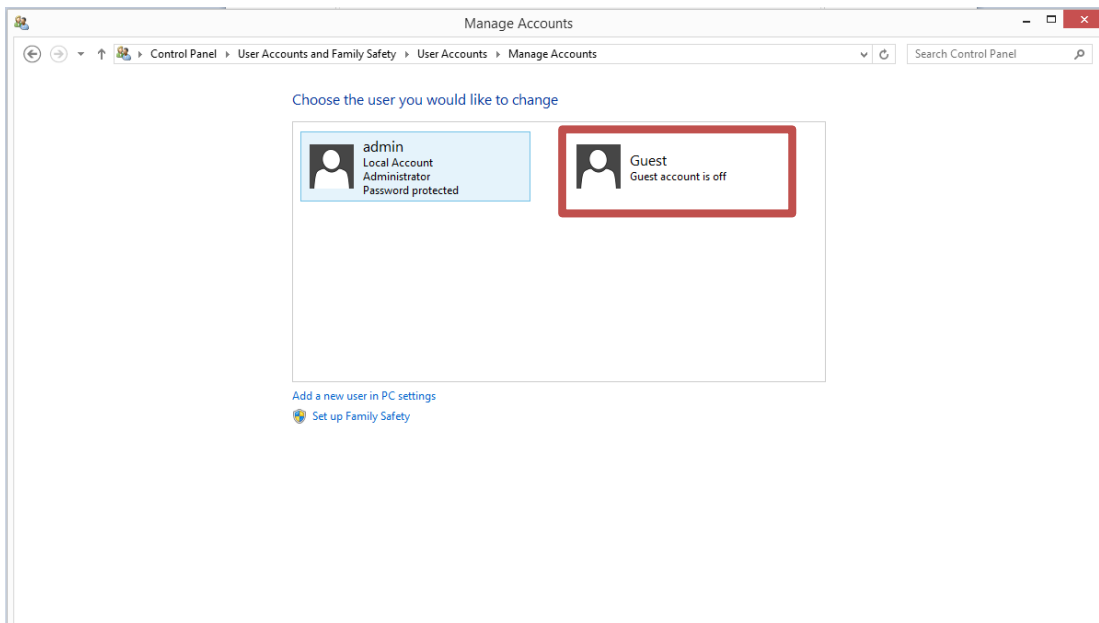 Manage Accounts
Control Panel User Accounts and Family Safety User Accounts Manage Accounts
Search Control Panel
Choose the user you would like to change
admin
Local Account
Administrator
Password protected
Guest
Guest account is off
Add a new user in PC settings
Set up Family Safety